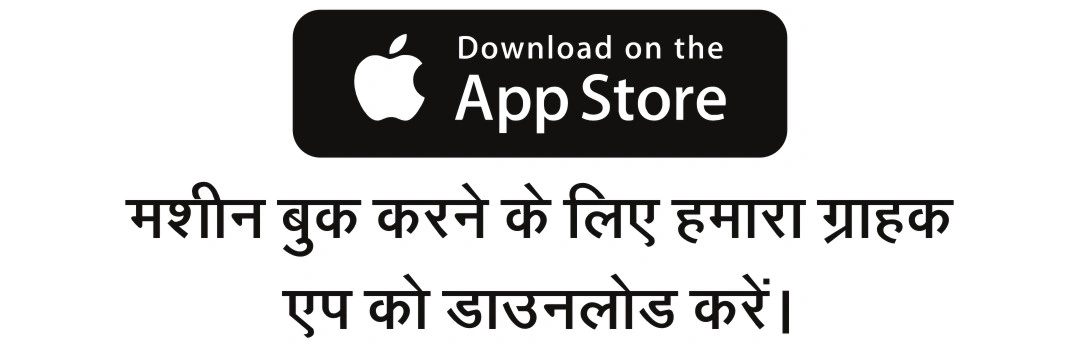 Download on the
App Store
मशीन बुक करने के लिए हमारा ग्राहक
एप को डाउनलोड करें।